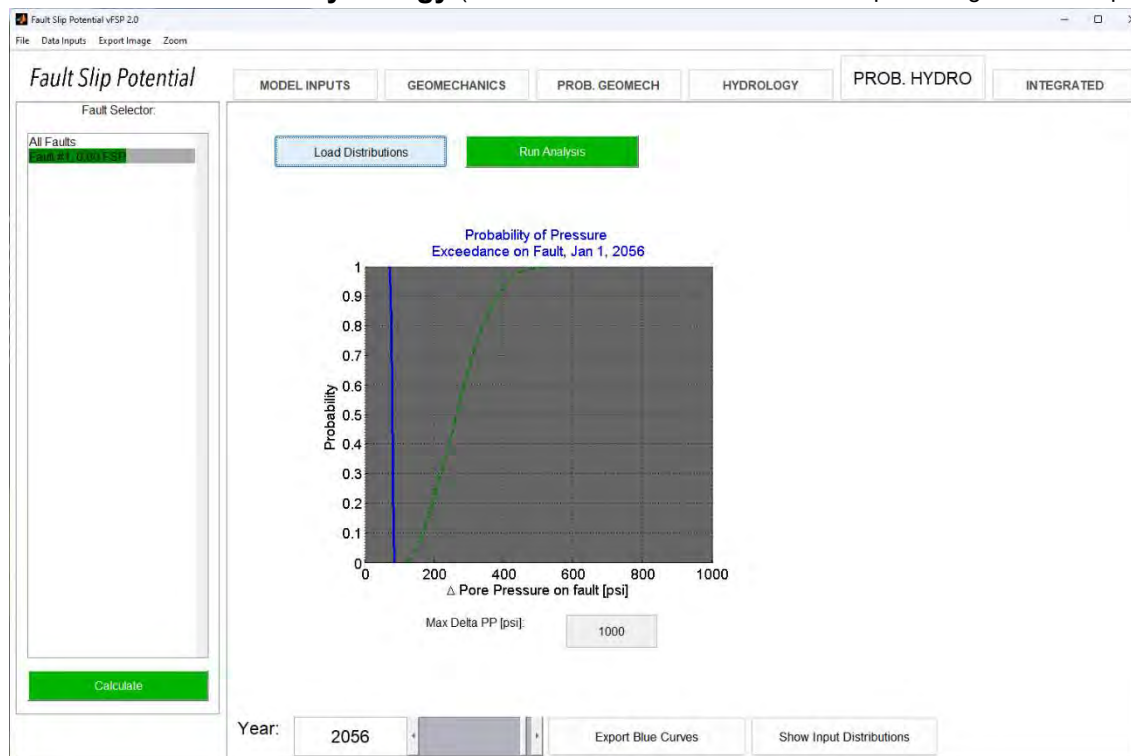 Fault Slip Potential vFSP 2.0
File Data Inputs Export Image Zoom
Fault Slip Potential
MODEL INPUTS GEOMECHANICS PROB. GEOMECH HYDROLOGY PROB. HYDRO INTEGRATED
Fault Selector:
All Faults
Fault #1, 0.00 FSP
Load Distributions Run Analysis
Probability of Pressure
Exceedance on Fault, Jan 1, 2056
1
0.9
0.8
0.7
0.6
0.5
0.4
0.3
0.2
0.1
0
Probability
0 200 400 600 800 1000
Δ Pore Pressure on fault [psi]
Max Delta PP [psi]: 1000
Calculate
Year: 2056 Export Blue Curves Show Input Distributions